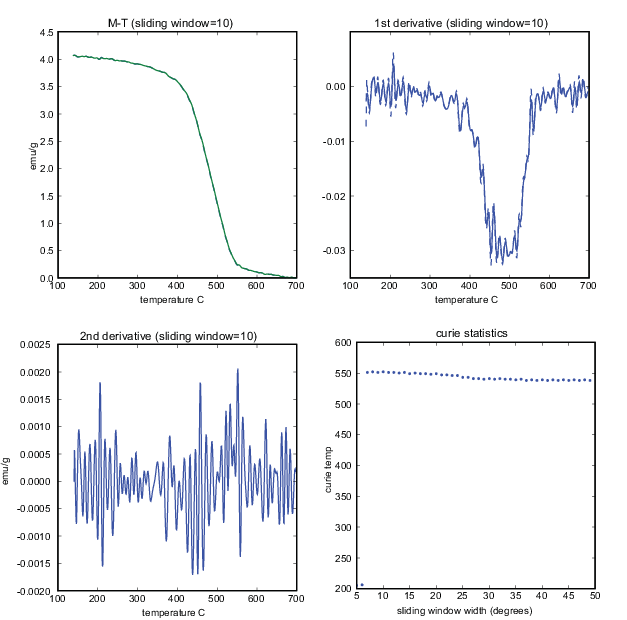 M-T (sliding window=10)
4.5
4.0
3.5
3.0
2.5
2.0
1.5
1.0
0.5
0.0
emu/g
100 200 300 400 500 600 700
temperature C
1st derivative (sliding window=10)
0.00
-0.01
-0.02
-0.03
100 200 300 400 500 600 700
temperature C
2nd derivative (sliding window=10)
0.0025
0.0020
0.0015
0.0010
0.0005
0.0000
-0.0005
-0.0010
-0.0015
-0.0020
emu/g
100 200 300 400 500 600 700
temperature C
curie statistics
600
550
500
450
400
350
300
250
200
curie temp
5 10 15 20 25 30 35 40 45 50
sliding window width (degrees)